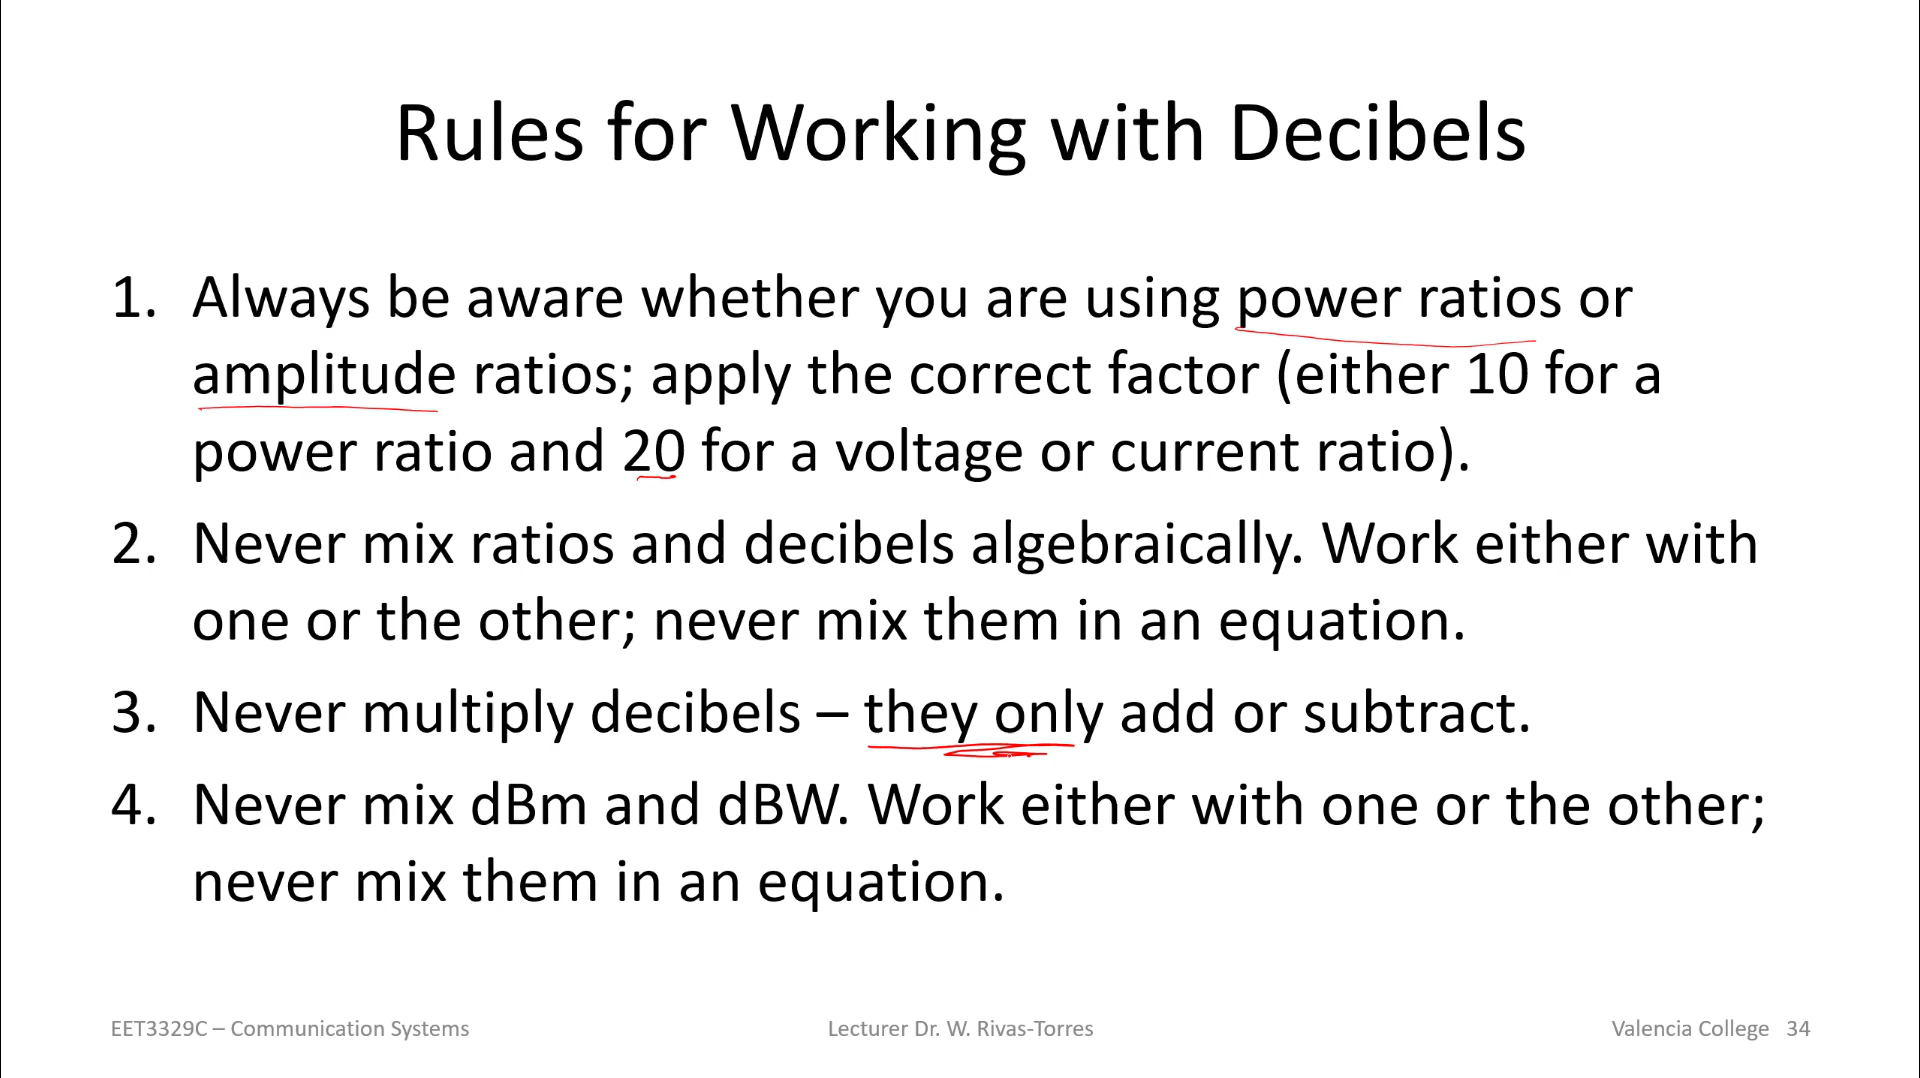 Rules for Working with Decibels
1. Always be aware whether you are using power ratios or
amplitude ratios; apply the correct factor (either 10 for a
power ratio and 20 for a voltage or current ratio).
2. Never mix ratios and decibels algebraically. Work either with
one or the other; never mix them in an equation.
3. Never multiply decibels – they only add or subtract.
4. Never mix dBm and dBW. Work either with one or the other;
never mix them in an equation.
EET3329C – Communication Systems
Lecturer Dr. W. Rivas-Torres
Valencia College 34